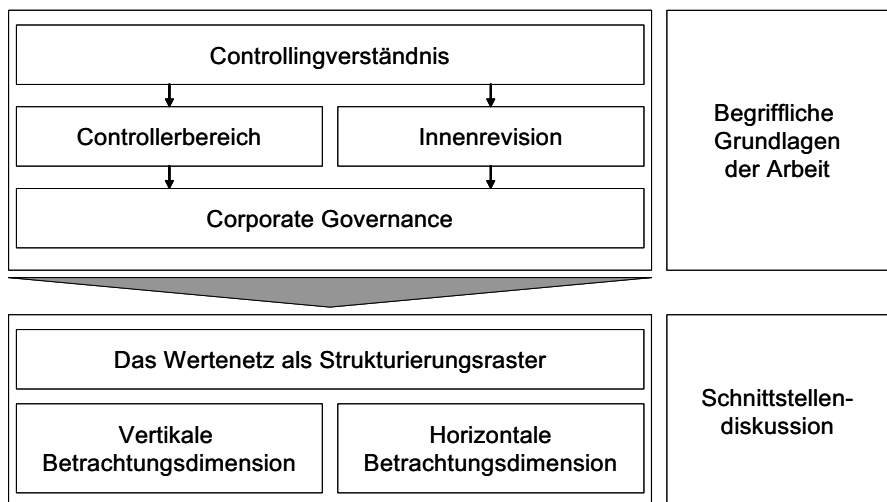 Controllingverständnis
Controllerbereich
Innenrevision
Corporate Governance
Begriffliche
Grundlagen
der Arbeit
Das Wertenetz als Strukturierungsraster
Vertikale
Betrachtungsdimension
Horizontale
Betrachtungsdimension
Schnittstellen-
diskussion